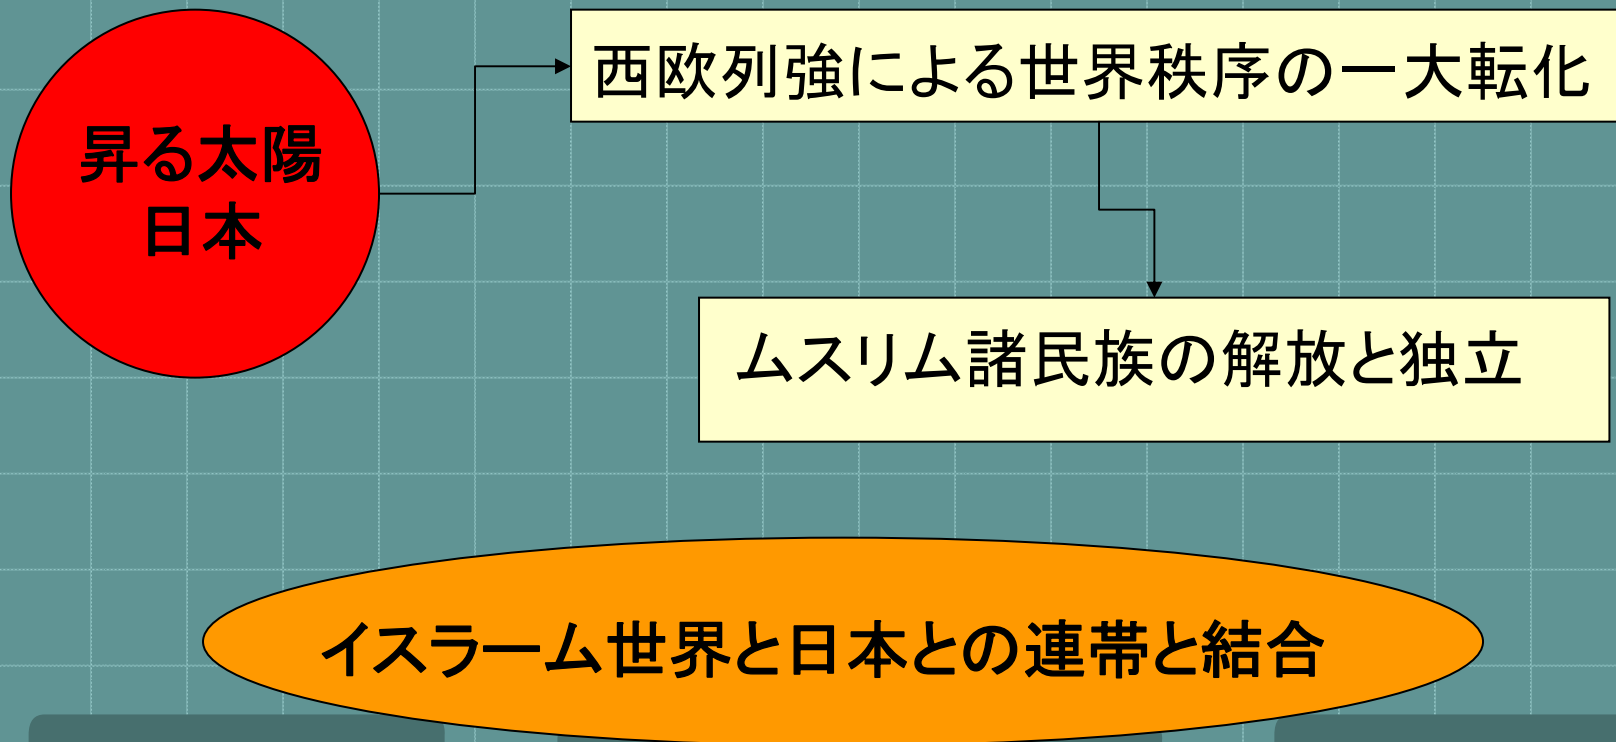 昇る太陽
日本
西欧列強による世界秩序の一大転化
ムスリム諸民族の解放と独立
イスラーム世界と日本との連帯と結合